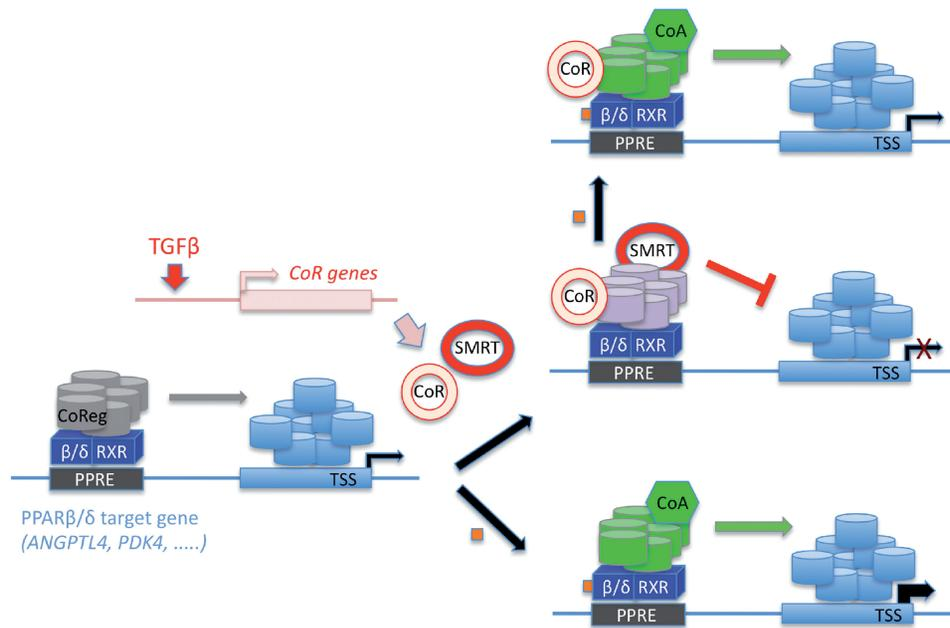 CoA
CoR
β/δ RXR
PPRE
TSS
TGFβ
CoR genes
SMRT
CoR
β/δ RXR
PPRE
TSS
SMRT
CoR
CoReg
β/δ RXR
PPRE
TSS
PPARβ/δ target gene
(ANGPTL4, PDK4, .....)
CoA
β/δ RXR
PPRE
TSS